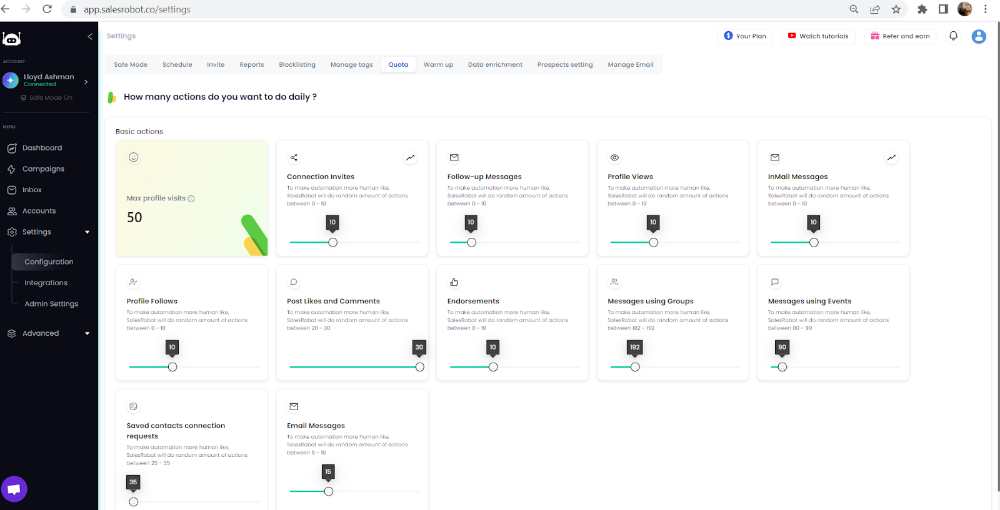 app.salesrobot.co/settings
Settings
Your Plan
Watch tutorials
Refer and earn
ACCOUNT
Lloyd Ashman
Connected
Safe Mode On
MENU
Dashboard
Campaigns
Inbox
Accounts
Settings
Configuration
Integrations
Admin Settings
Advanced
Safe Mode
Schedule
Invite
Reports
Blocklisting
Manage tags
Quota
Warm up
Data enrichment
Prospects setting
Manage Email
How many actions do you want to do daily ?
Basic actions
Max profile visits
50
Connection Invites
To make automation more human like,
SalesRobot will do random amount of actions
between 0 - 10
10
Follow-up Messages
To make automation more human like,
SalesRobot will do random amount of actions
between 0 - 10
10
Profile Views
To make automation more human like,
SalesRobot will do random amount of actions
between 0 - 10
10
InMail Messages
To make automation more human like,
SalesRobot will do random amount of actions
between 0 - 10
10
Profile Follows
To make automation more human like,
SalesRobot will do random amount of actions
between 0 - 10
10
Post Likes and Comments
To make automation more human like,
SalesRobot will do random amount of actions
between 20 - 30
30
Endorsements
To make automation more human like,
SalesRobot will do random amount of actions
between 0 - 10
10
Messages using Groups
To make automation more human like,
SalesRobot will do random amount of actions
between 182 - 192
192
Messages using Events
To make automation more human like,
SalesRobot will do random amount of actions
between 80 - 90
90
Saved contacts connection
requests
To make automation more human like,
SalesRobot will do random amount of actions
between 25 - 35
35
Email Messages
To make automation more human like,
SalesRobot will do random amount of actions
between 5 - 15
15